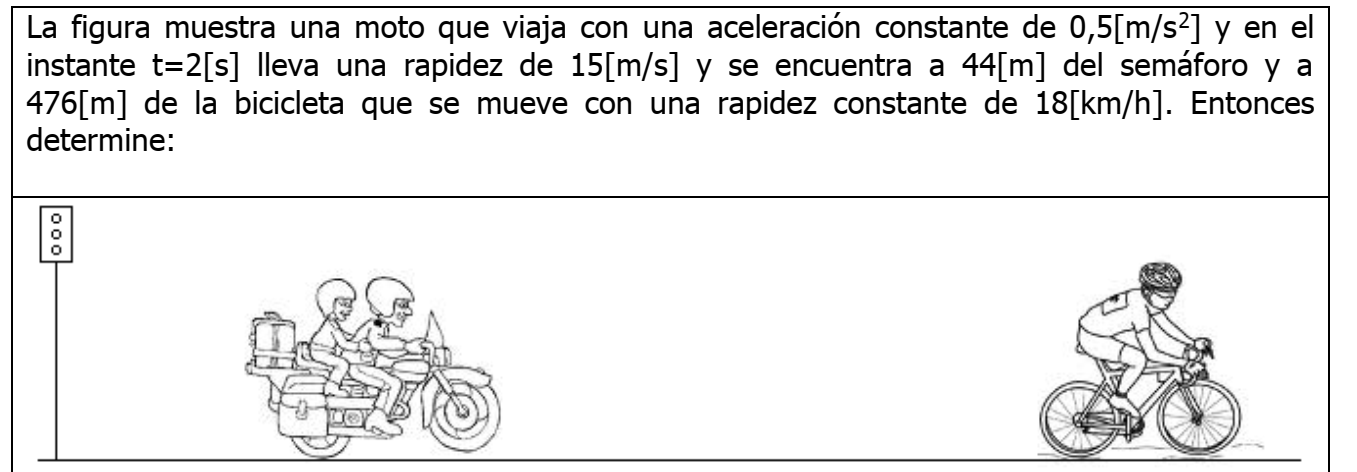 La figura muestra una moto que viaja con una aceleración constante de 0,5[m/s²] y en el
instante t=2[s] lleva una rapidez de 15[m/s] y se encuentra a 44[m] del semáforo y a
476[m] de la bicicleta que se mueve con una rapidez constante de 18[km/h]. Entonces
determine: